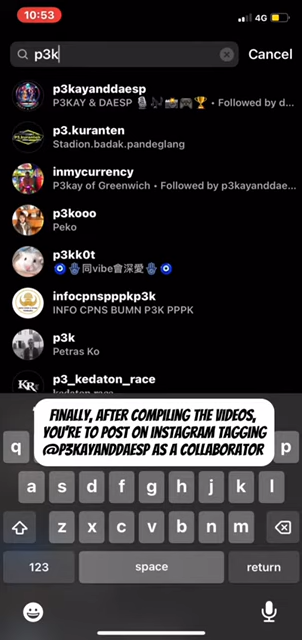 10:53
4G
p3k
Cancel
p3kayanddaesp
P3KAY & DAESP 🎙️🎶📸🎮🏆 • Followed by d...
p3.kuranten
Stadion.badak.pandeglang
inmycurrency
P3kay of Greenwich • Followed by p3kayanddae...
p3kooo
Peko
p3kk0t
🧿🪬同vibe會深愛🪬🧿
infocpnspppkp3k
INFO CPNS BUMN P3K PPPK
p3k
Petras Ko
p3_kedaton_race
kedaton race
FINALLY, AFTER COMPILING THE VIDEOS,
YOU'RE TO POST ON INSTAGRAM TAGGING
@P3KAYANDDAESP AS A COLLABORATOR
q p
a s d f g h j k l
z x c v b n m
123 space return